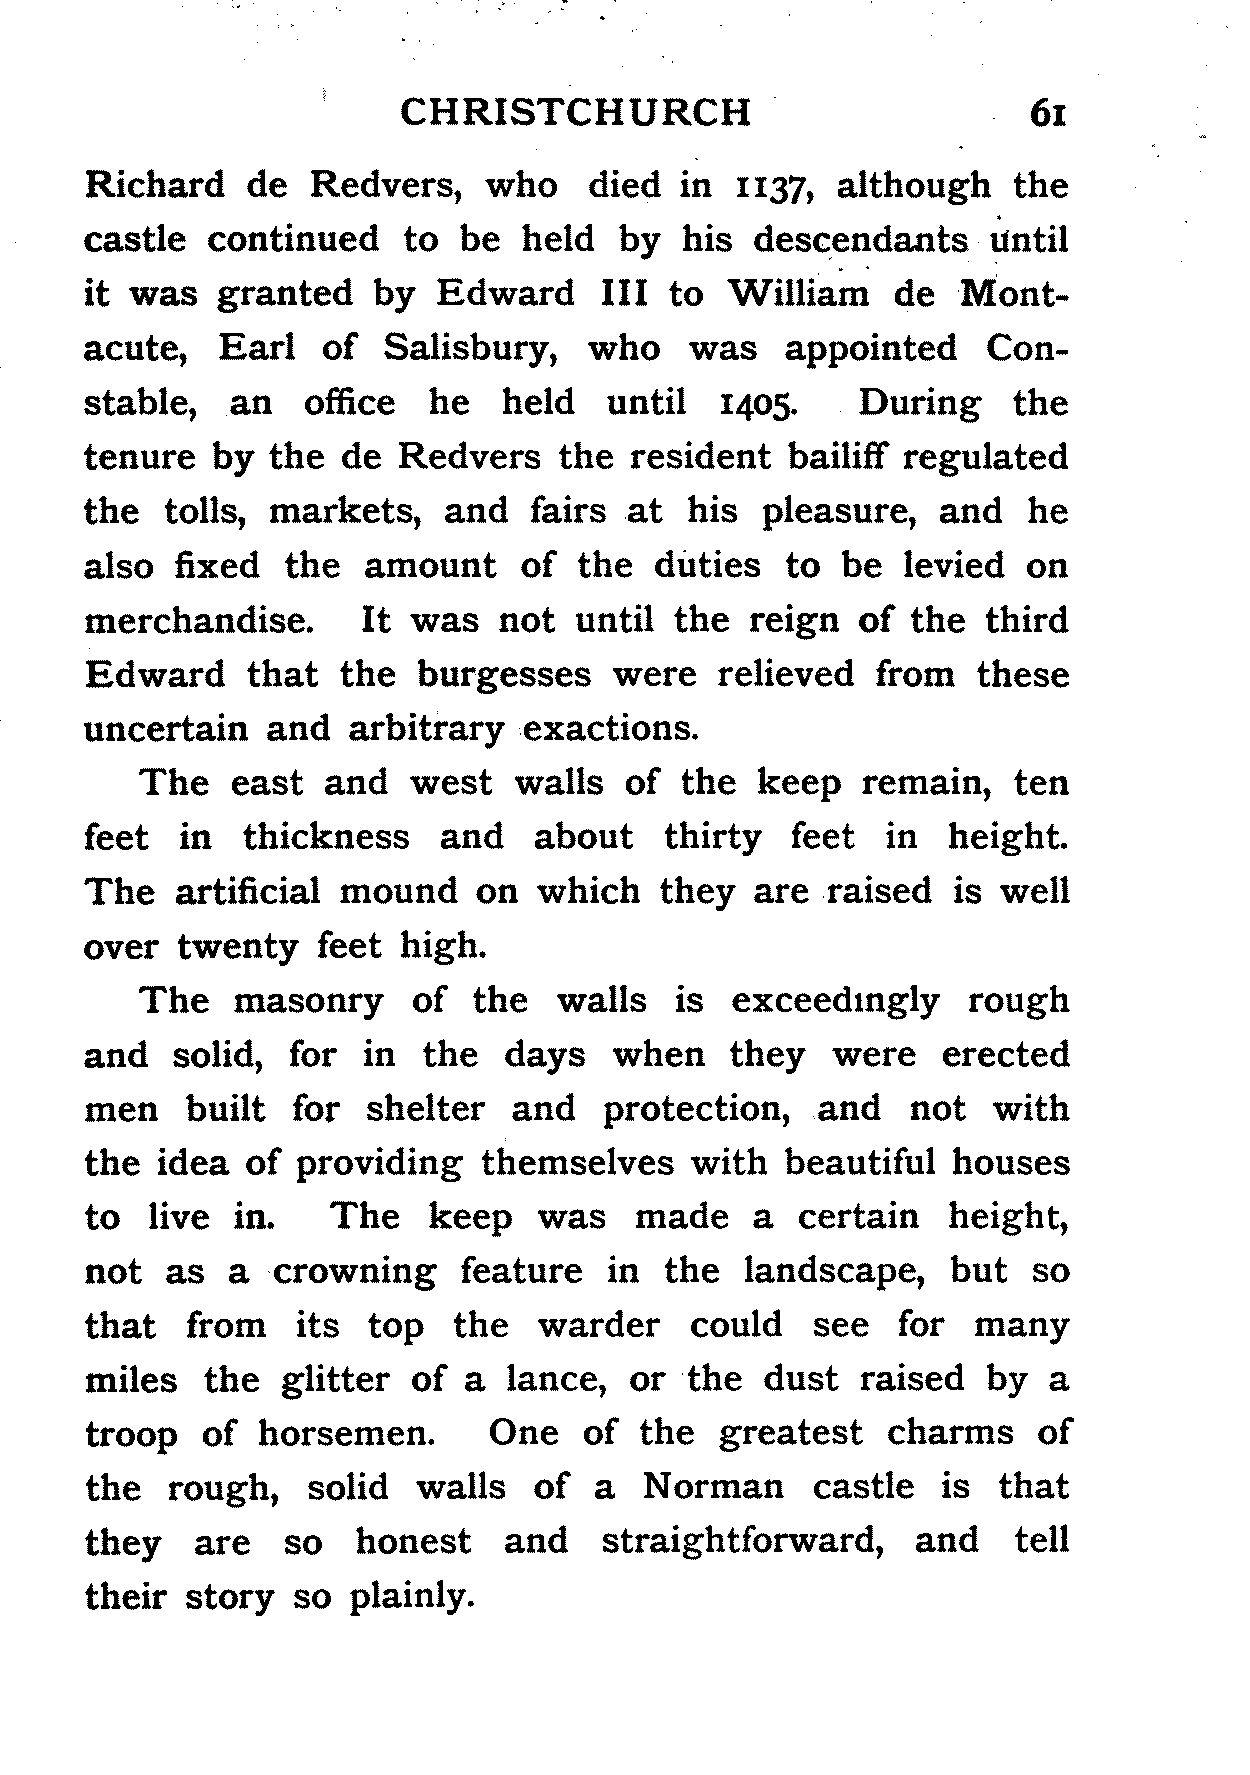 CHRISTCHURCH 61
Richard de Redvers, who died in 1137, although the
castle continued to be held by his descendants until
it was granted by Edward III to William de Mont-
acute, Earl of Salisbury, who was appointed Con-
stable, an office he held until 1405. During the
tenure by the de Redvers the resident bailiff regulated
the tolls, markets, and fairs at his pleasure, and he
also fixed the amount of the duties to be levied on
merchandise. It was not until the reign of the third
Edward that the burgesses were relieved from these
uncertain and arbitrary exactions.
The east and west walls of the keep remain, ten
feet in thickness and about thirty feet in height.
The artificial mound on which they are raised is well
over twenty feet high.
The masonry of the walls is exceedingly rough
and solid, for in the days when they were erected
men built for shelter and protection, and not with
the idea of providing themselves with beautiful houses
to live in. The keep was made a certain height,
not as a crowning feature in the landscape, but so
that from its top the warder could see for many
miles the glitter of a lance, or the dust raised by a
troop of horsemen. One of the greatest charms of
the rough, solid walls of a Norman castle is that
they are so honest and straightforward, and tell
their story so plainly.